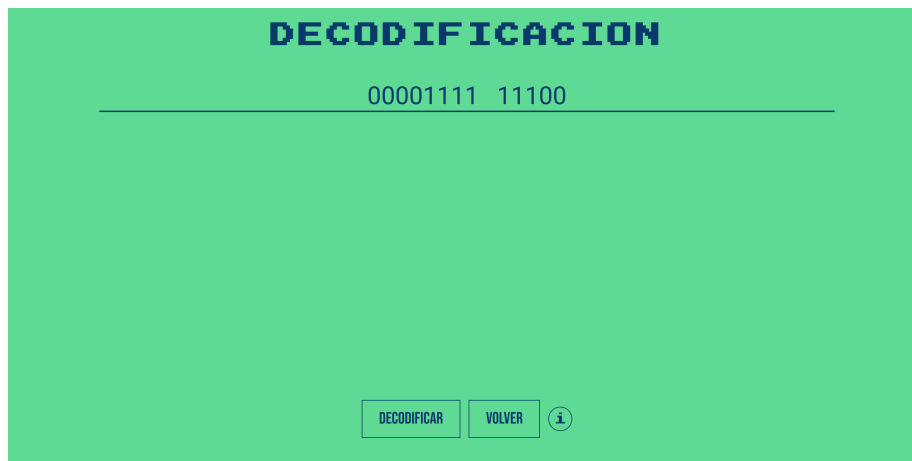 DECODIFICACION
00001111 11100
DECODIFICAR VOLVER i